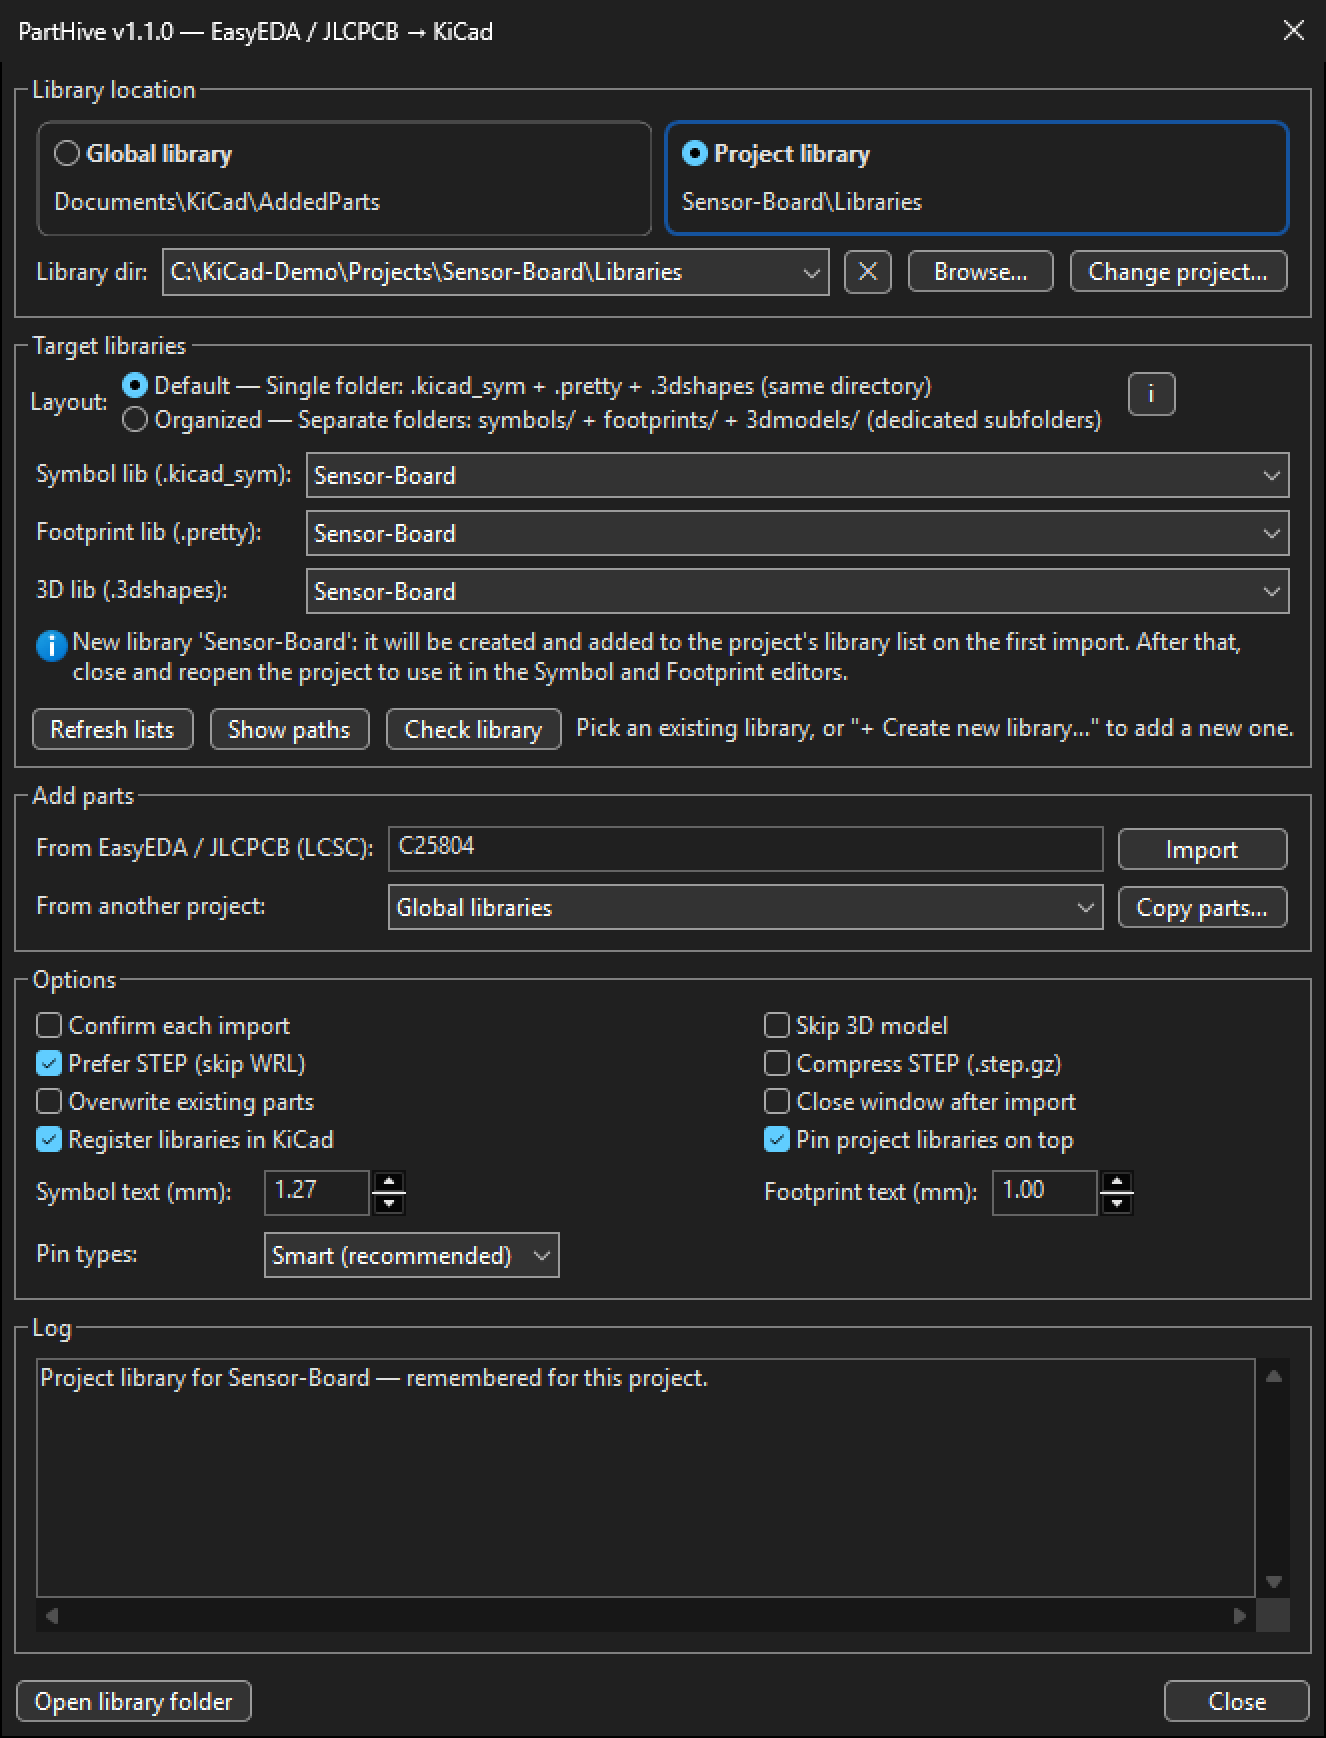 PartHive v1.1.0 — EasyEDA / JLCPCB → KiCad
Library location
Global library
Documents\KiCad\AddedParts
Project library
Sensor-Board\Libraries
Library dir: C:\KiCad-Demo\Projects\Sensor-Board\Libraries Browse... Change project...
Target libraries
Layout:
Default — Single folder: .kicad_sym + .pretty + .3dshapes (same directory)
Organized — Separate folders: symbols/ + footprints/ + 3dmodels/ (dedicated subfolders)
i
Symbol lib (.kicad_sym): Sensor-Board
Footprint lib (.pretty): Sensor-Board
3D lib (.3dshapes): Sensor-Board
i New library 'Sensor-Board': it will be created and added to the project's library list on the first import. After that,
close and reopen the project to use it in the Symbol and Footprint editors.
Refresh lists Show paths Check library Pick an existing library, or "+ Create new library..." to add a new one.
Add parts
From EasyEDA / JLCPCB (LCSC): C25804 Import
From another project: Global libraries Copy parts...
Options
Confirm each import Skip 3D model
Prefer STEP (skip WRL) Compress STEP (.step.gz)
Overwrite existing parts Close window after import
Register libraries in KiCad Pin project libraries on top
Symbol text (mm): 1.27 Footprint text (mm): 1.00
Pin types: Smart (recommended)
Log
Project library for Sensor-Board — remembered for this project.
Open library folder Close